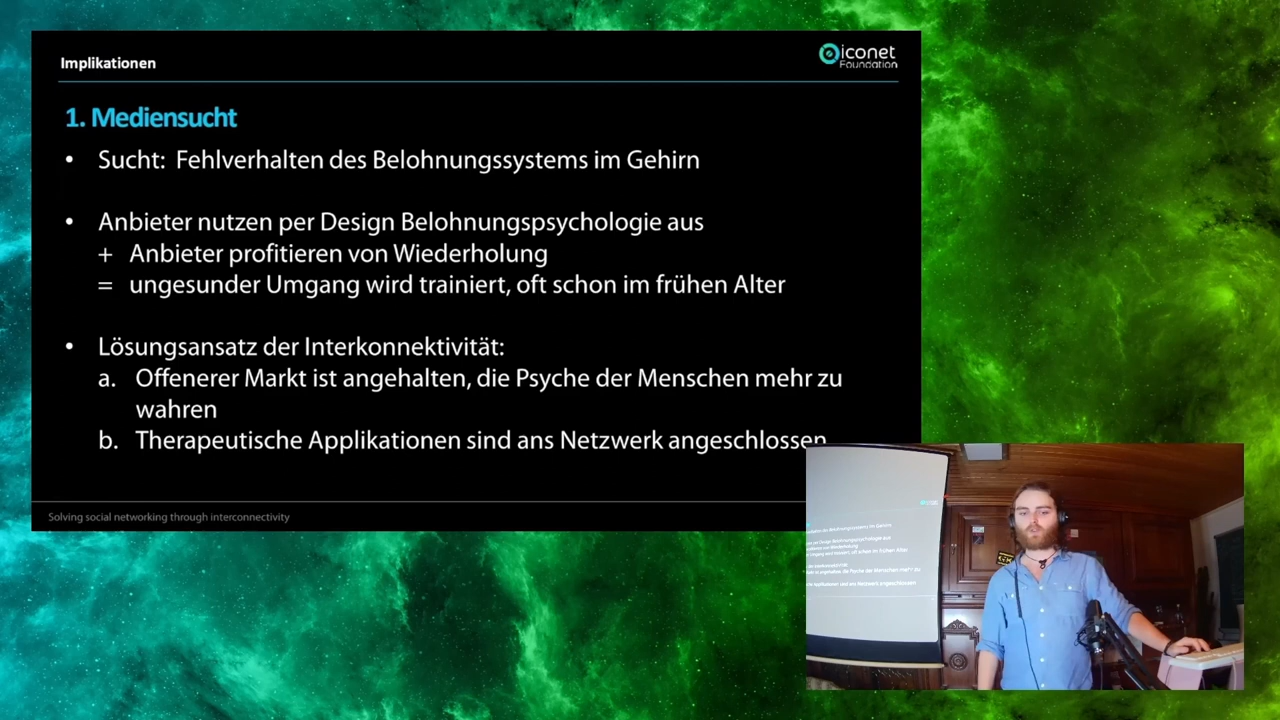 Implikationen
iconet
Foundation
1. Mediensucht
• Sucht: Fehlverhalten des Belohnungssystems im Gehirn
• Anbieter nutzen per Design Belohnungspsychologie aus
+ Anbieter profitieren von Wiederholung
= ungesunder Umgang wird trainiert, oft schon im frühen Alter
• Lösungsansatz der Interkonnektivität:
a. Offenerer Markt ist angehalten, die Psyche der Menschen mehr zu
wahren
b. Therapeutische Applikationen sind ans Netzwerk angeschlossen
Solving social networking through interconnectivity